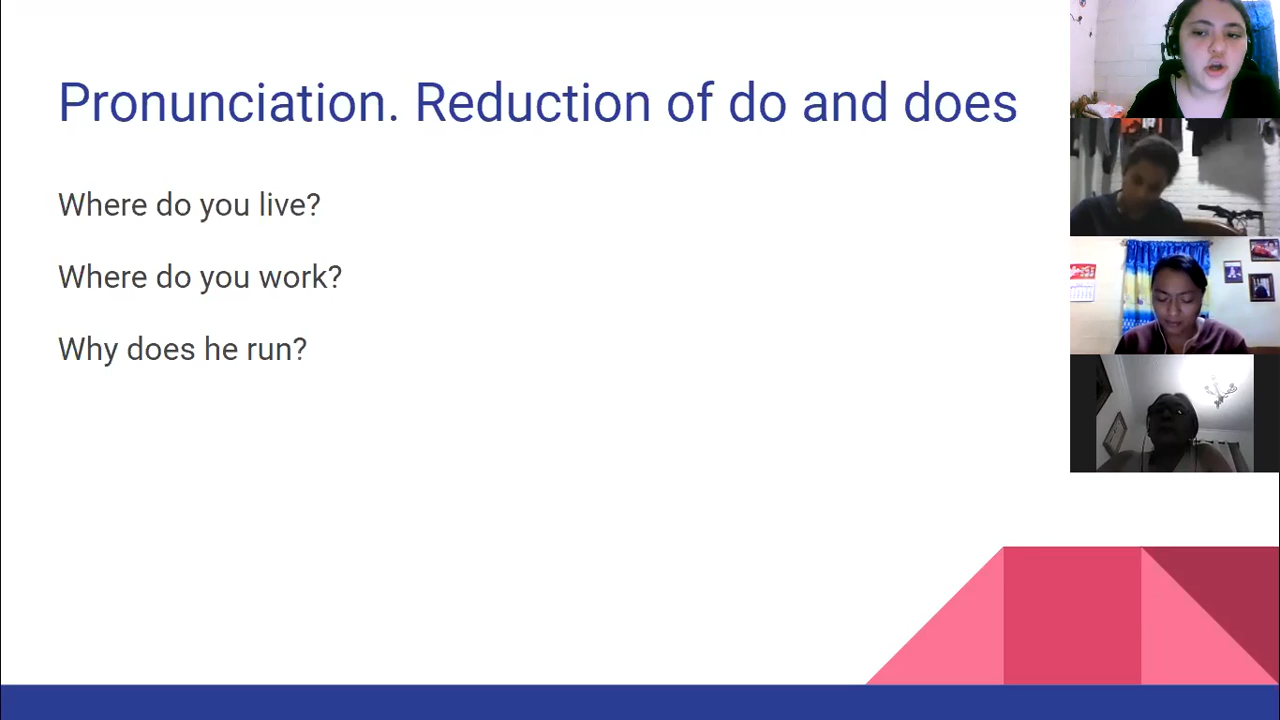 Pronunciation. Reduction of do and does
Where do you live?
Where do you work?
Why does he run?